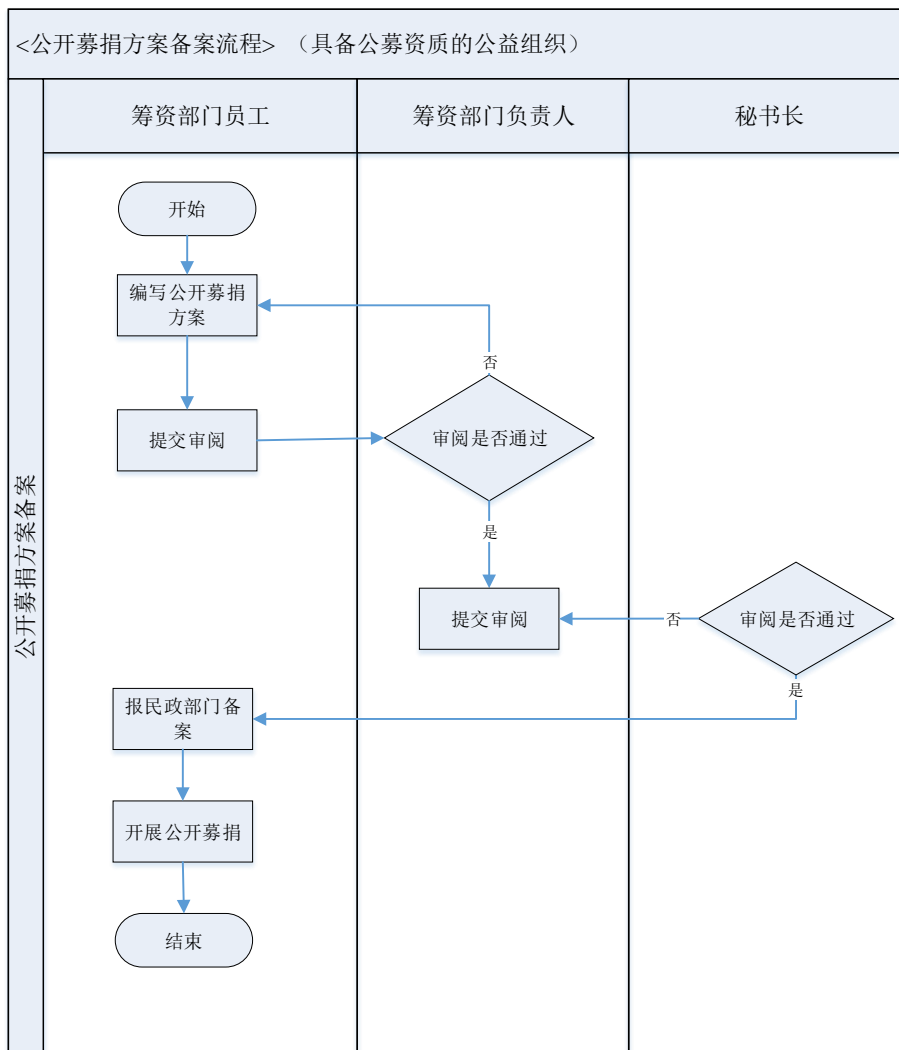 <公开募捐方案备案流程> （具备公募资质的公益组织）
筹资部门员工
筹资部门负责人
秘书长
公开募捐方案备案
开始
编写公开募捐
方案
否
提交审阅
审阅是否通过
是
提交审阅
否
审阅是否通过
是
报民政部门备
案
开展公开募捐
结束